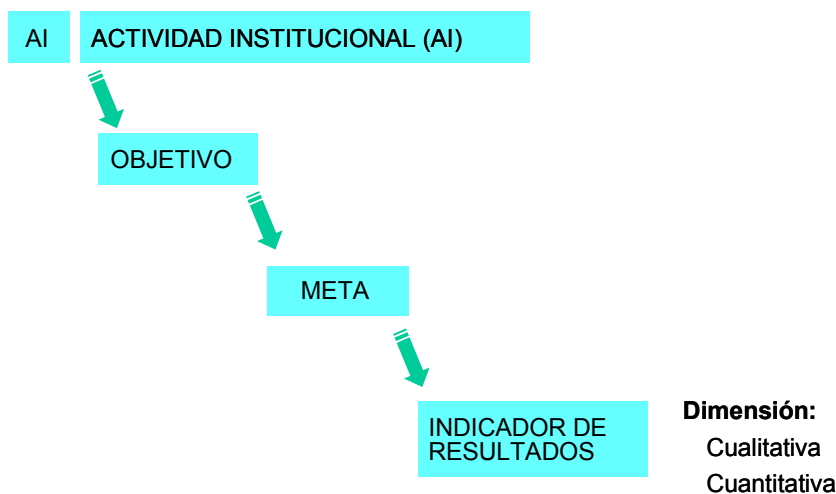 AI ACTIVIDAD INSTITUCIONAL (AI)
OBJETIVO
META
INDICADOR DE
RESULTADOS
Dimensión:
Cualitativa
Cuantitativa